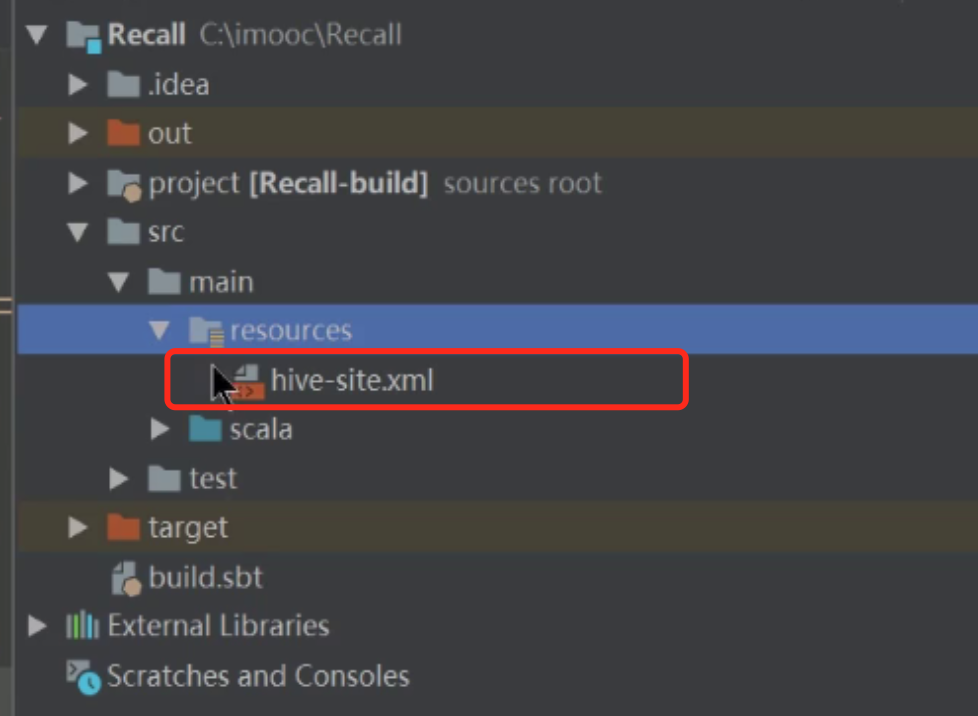 Recall C:\imooc\Recall
.idea
out
project [Recall-build] sources root
src
main
resources
hive-site.xml
scala
test
target
build.sbt
External Libraries
Scratches and Consoles